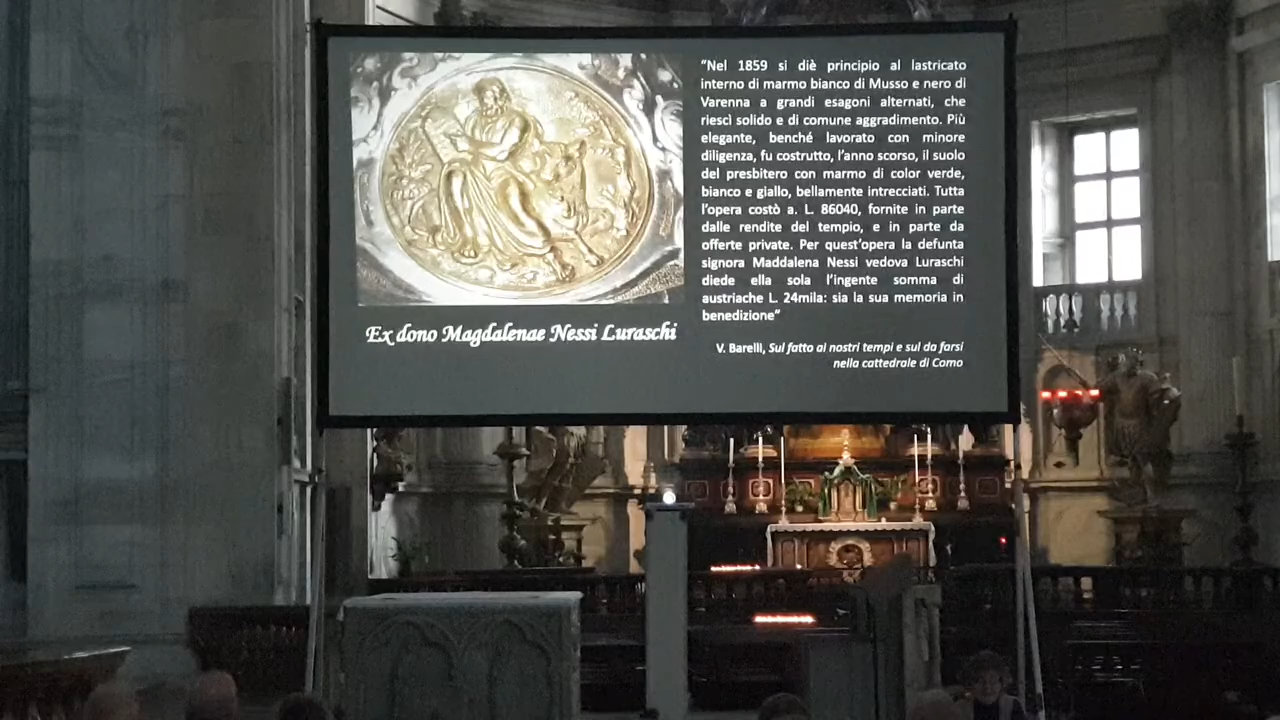 Ex dono Magdalenae Nessi Luraschi
“Nel 1859 si diè principio al lastricato
interno di marmo bianco di Musso e nero di
Varenna a grandi esagoni alternati, che
riescì solido e di comune aggradimento. Più
elegante, benché lavorato con minore
diligenza, fu costrutto, l’anno scorso, il suolo
del presbitero con marmo di color verde,
bianco e giallo, bellamente intrecciati. Tutta
l’opera costò a. L. 86040, fornite in parte
dalle rendite del tempio, e in parte da
offerte private. Per quest’opera la defunta
signora Maddalena Nessi vedova Luraschi
diede ella sola l’ingente somma di
austriache L. 24mila: sia la sua memoria in
benedizione”
V. Barelli, Sul fatto ai nostri tempi e sul da farsi
nella cattedrale di Como